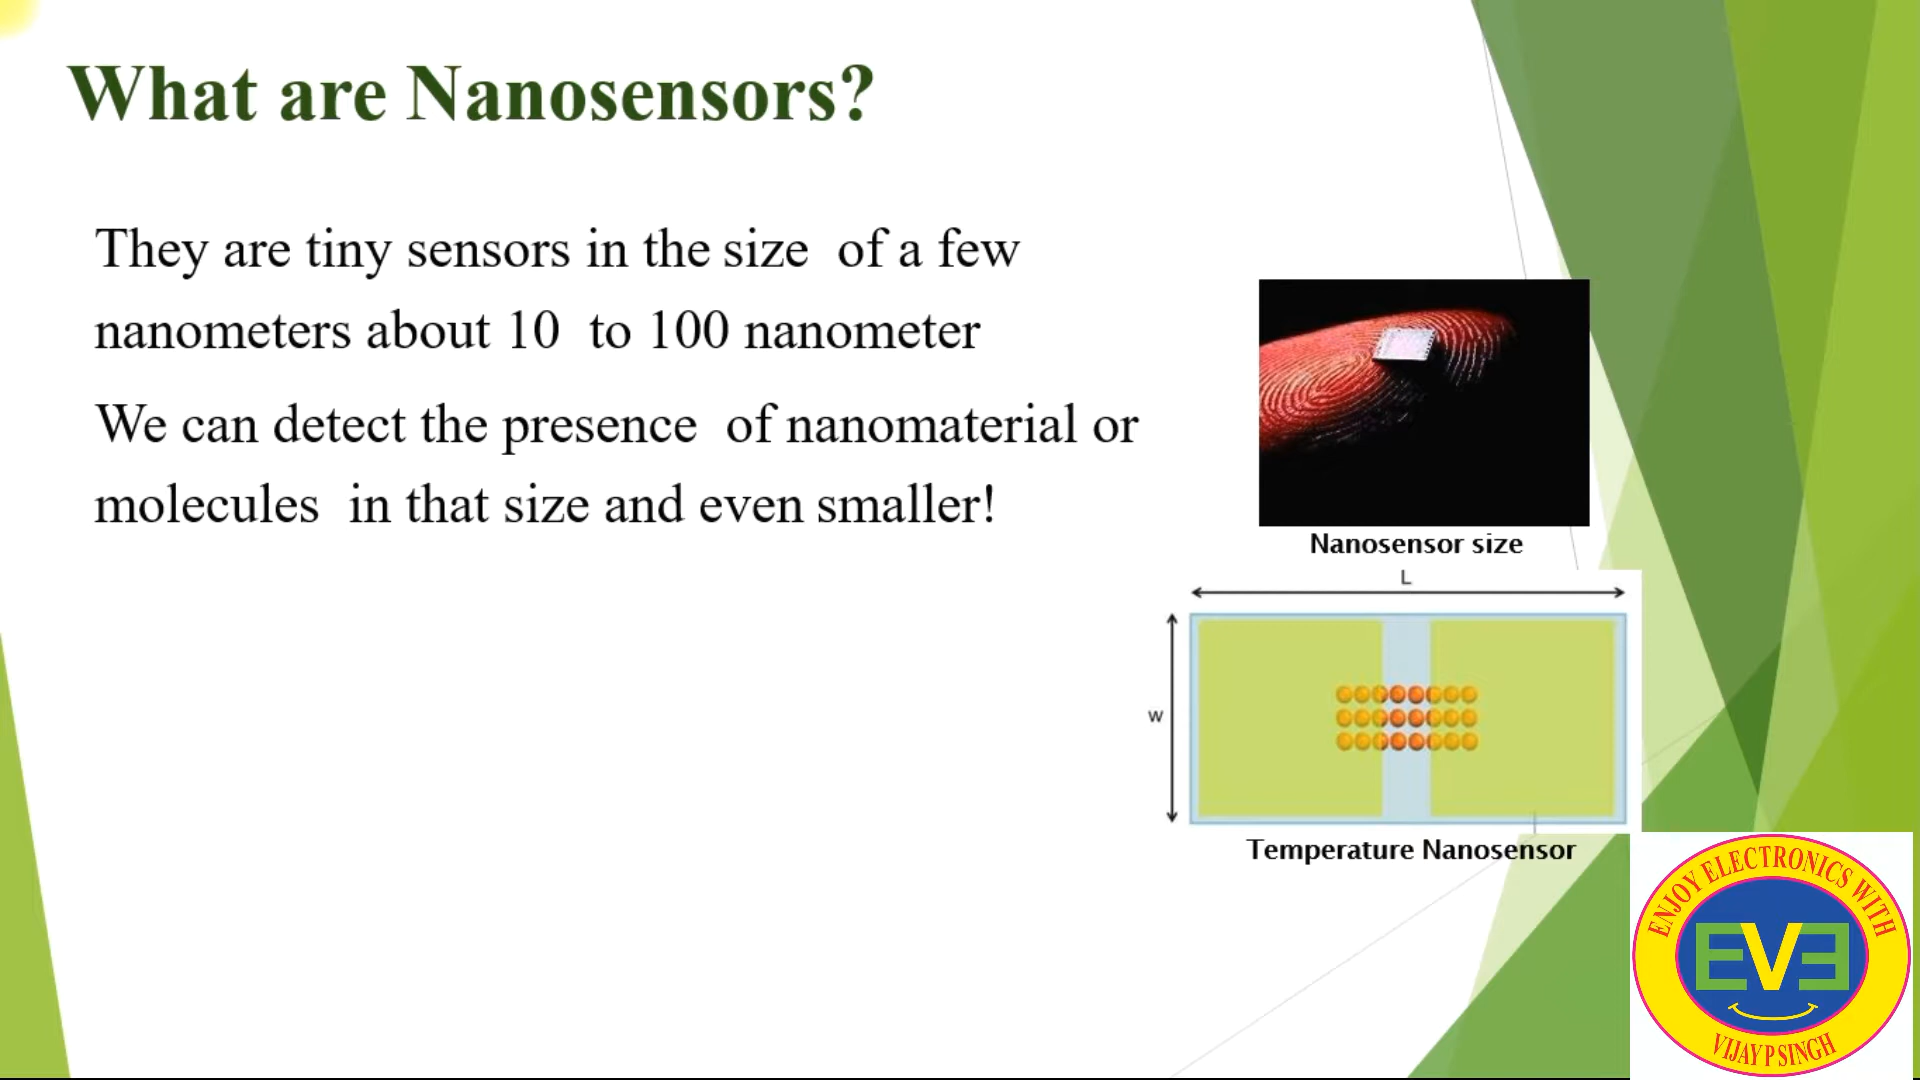 What are Nanosensors?
They are tiny sensors in the size of a few
nanometers about 10 to 100 nanometer
We can detect the presence of nanomaterial or
molecules in that size and even smaller!
Nanosensor size
L
W
Temperature Nanosensor
ENJOY ELECTRONICS WITH
EVE
VIJAY P SINGH